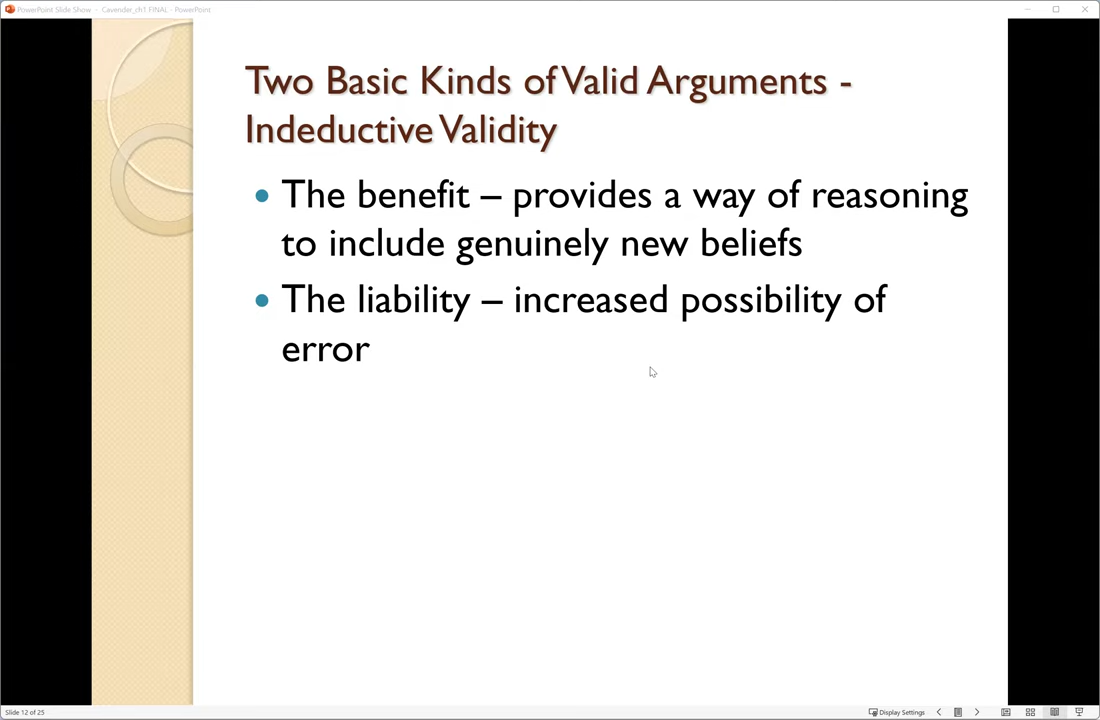 PowerPoint Slide Show - Cavender_ch1 FINAL - PowerPoint
Two Basic Kinds of Valid Arguments -
Indeductive Validity
• The benefit – provides a way of reasoning
to include genuinely new beliefs
• The liability – increased possibility of
error
Slide 12 of 25
Display Settings